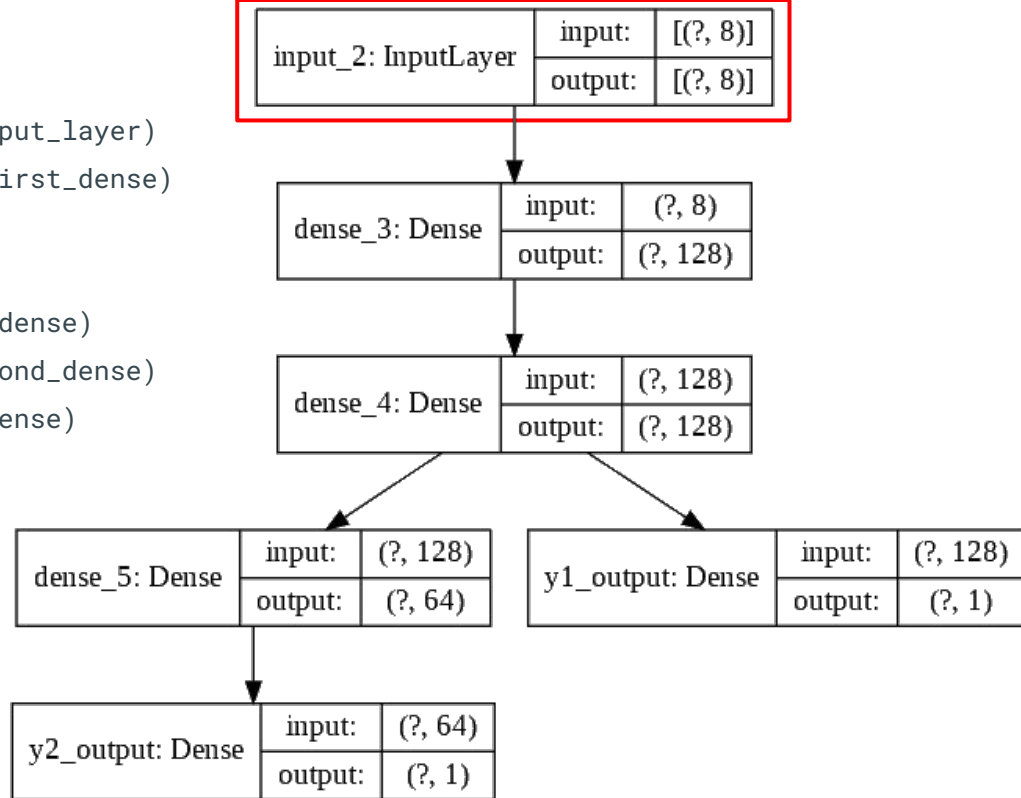 input_2: InputLayer
input: [(?, 8)]
output: [(?, 8)]
put_layer)
irst_dense)
dense)
ond_dense)
ense)
dense_3: Dense
input: (?, 8)
output: (?, 128)
dense_4: Dense
input: (?, 128)
output: (?, 128)
dense_5: Dense
input: (?, 128)
output: (?, 64)
y1_output: Dense
input: (?, 128)
output: (?, 1)
y2_output: Dense
input: (?, 64)
output: (?, 1)